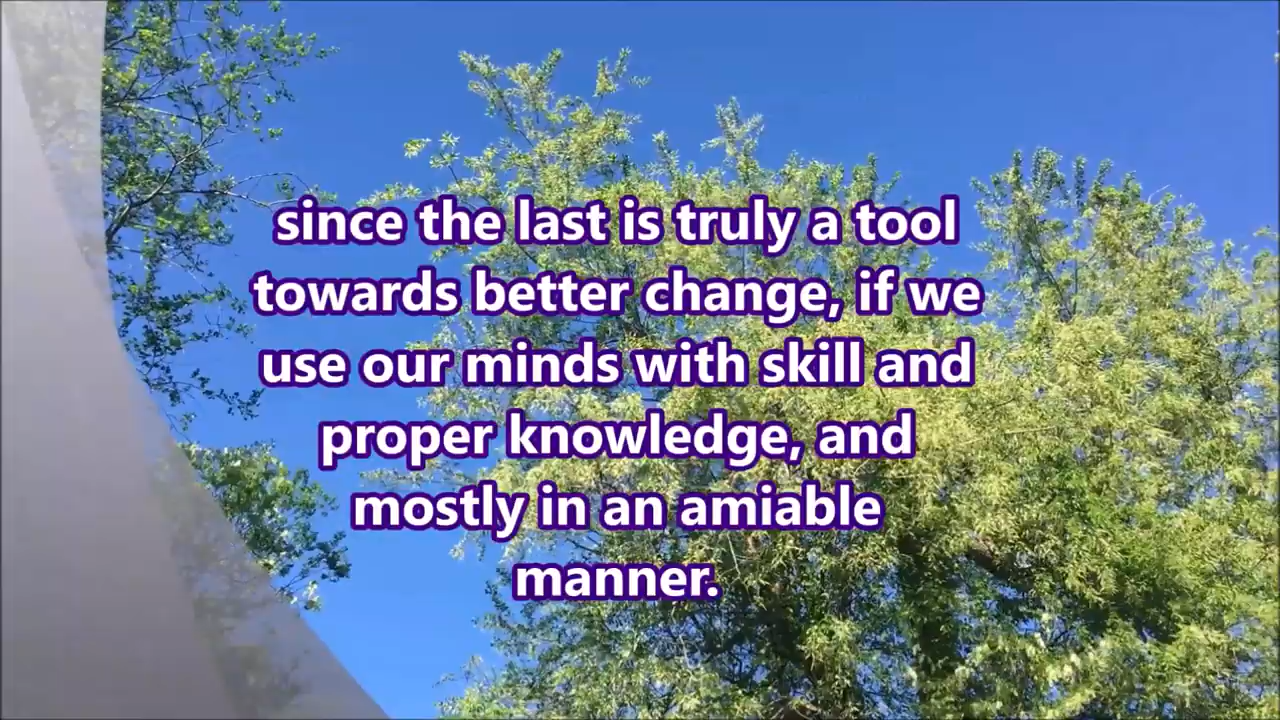 since the last is truly a tool
towards better change, if we
use our minds with skill and
proper knowledge, and
mostly in an amiable
manner.